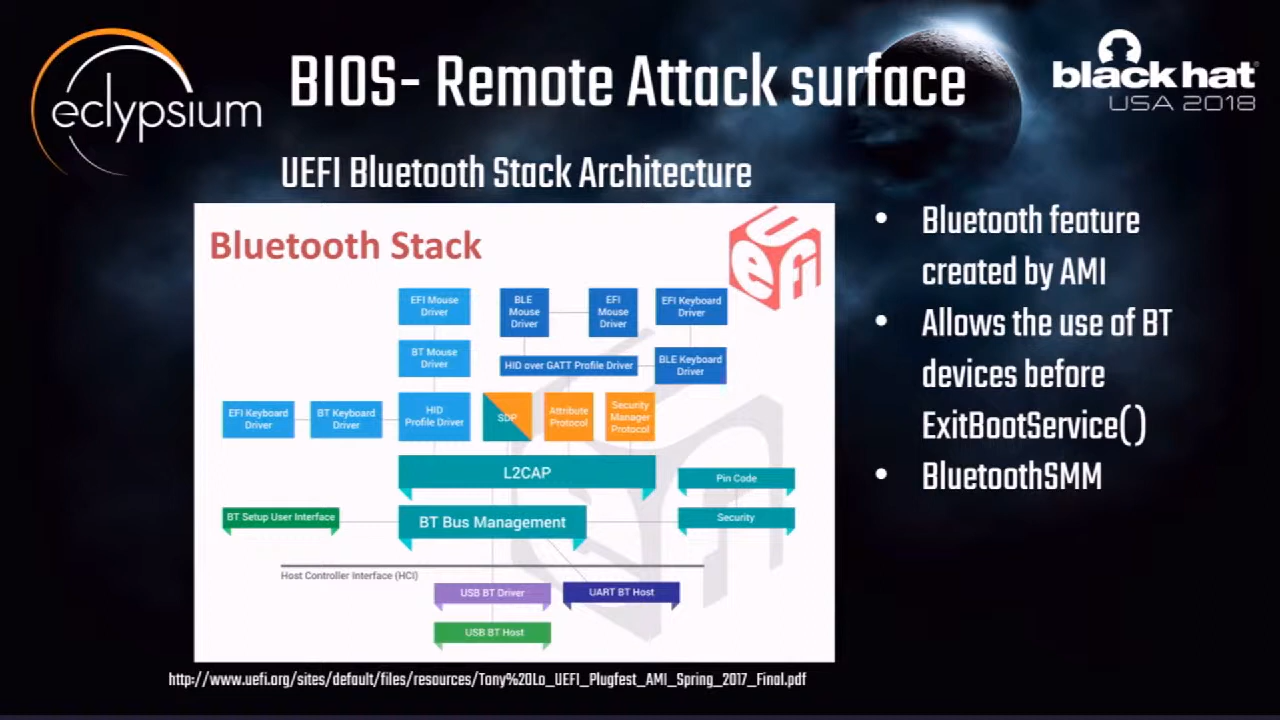 eclypsium
BIOS- Remote Attack surface
black hat
USA 2018
UEFI Bluetooth Stack Architecture
Bluetooth Stack
UEFI
EFI Mouse
Driver
BLE
Mouse
Driver
EFI
Mouse
Driver
EFI Keyboard
Driver
BT Mouse
Driver
HID over GATT Profile Driver
BLE Keyboard
Driver
EFI Keyboard
Driver
BT Keyboard
Driver
HID
Profile Driver
SDP
Attribute
Protocol
Security
Manager
Protocol
L2CAP
Pin Code
BT Setup User Interface
BT Bus Management
Security
Host Controller Interface (HCI)
USB BT Driver
UART BT Host
USB BT Host
http://www.uefi.org/sites/default/files/resources/Tony%20Lo_UEFI_Plugfest_AMI_Spring_2017_Final.pdf
• Bluetooth feature
created by AMI
• Allows the use of BT
devices before
ExitBootService()
• BluetoothSMM